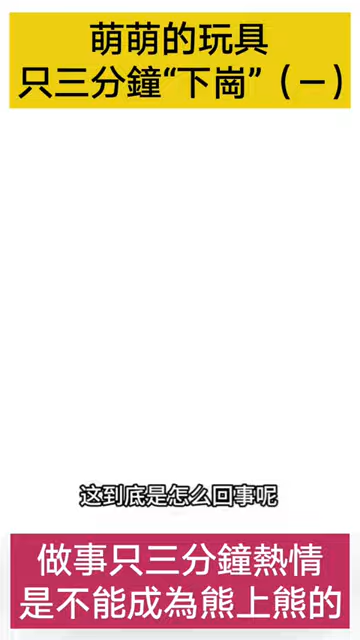 萌萌的玩具
只三分鐘“下崗”（一）
这到底是怎么回事呢
做事只三分鐘熱情
是不能成為熊上熊的